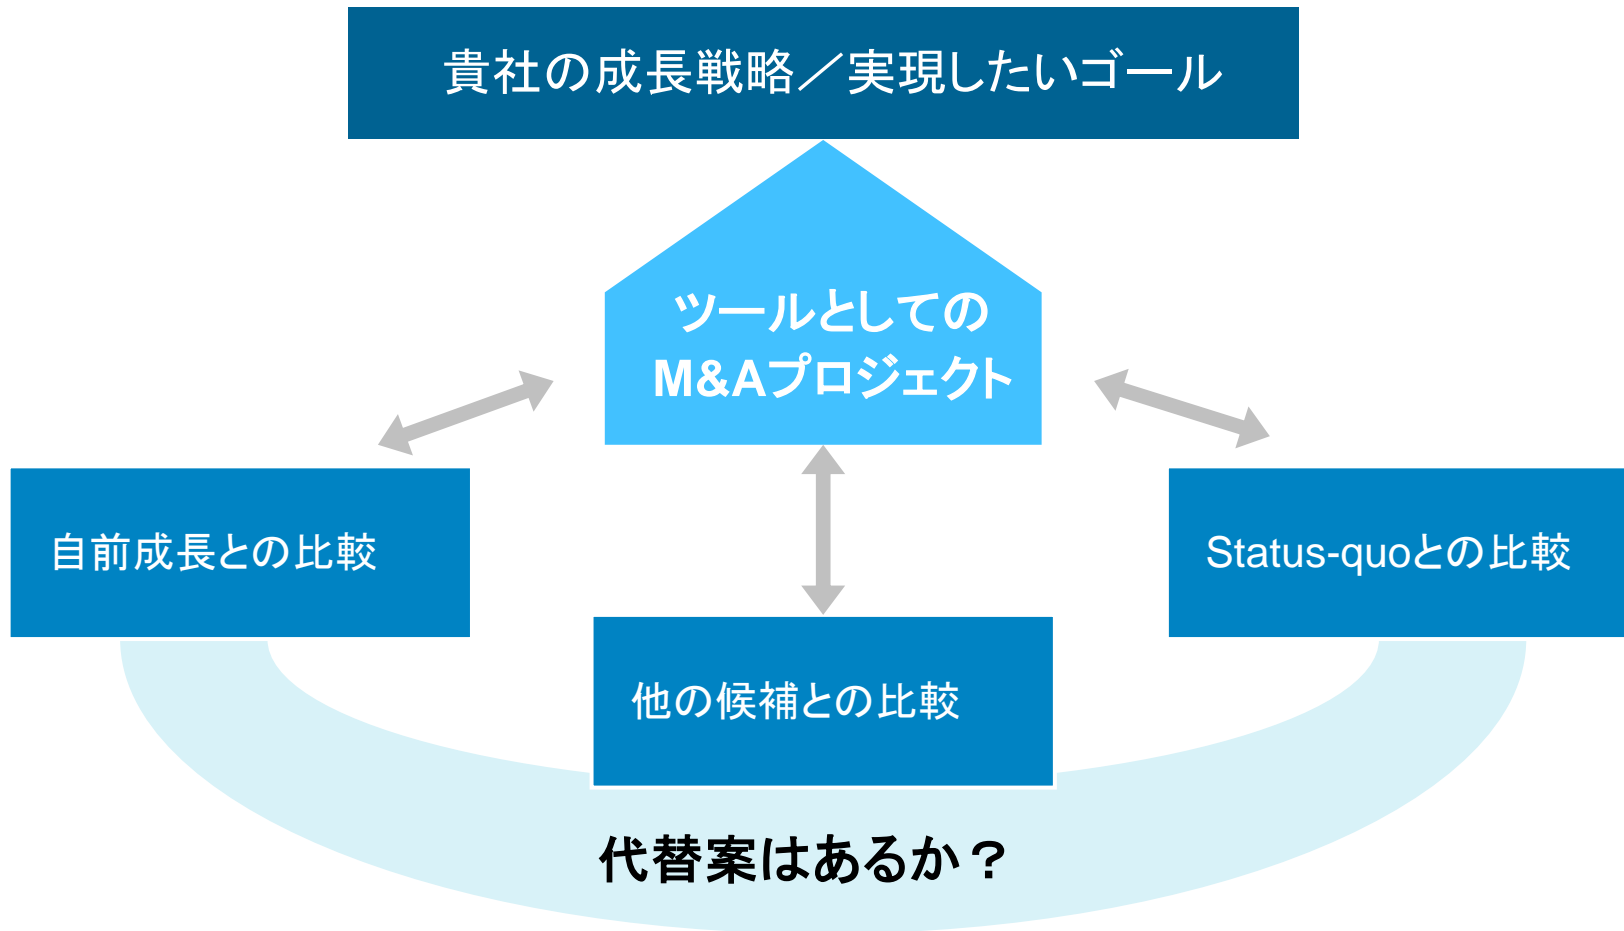 貴社の成長戦略／実現したいゴール
ツールとしての
M&Aプロジェクト
自前成長との比較
Status-quoとの比較
他の候補との比較
代替案はあるか？